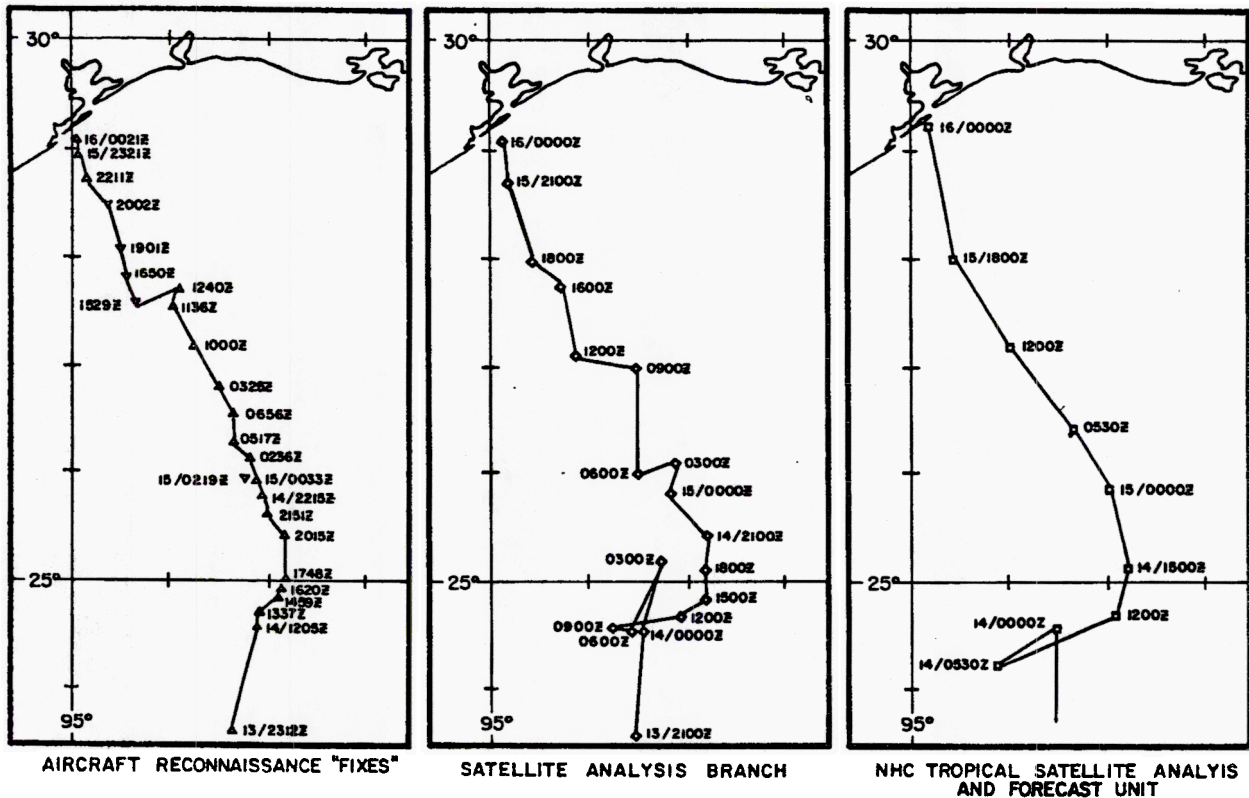 30°
16/0021Z
15/2321Z
2211Z
2002Z
1901Z
1650Z
1240Z
1529Z
1136Z
1000Z
0325Z
0656Z
0517Z
0236Z
15/0219Z
15/0033Z
14/2215Z
2151Z
2015Z
25°
1748Z
1620Z
1459Z
1337Z
14/1205Z
95°
13/2312Z
AIRCRAFT RECONNAISSANCE "FIXES"
30°
16/0000Z
15/2100Z
1800Z
1600Z
1200Z
0900Z
0300Z
0600Z
15/0000Z
14/2100Z
0300Z
1800Z
25°
1500Z
1200Z
0900Z
0600Z
14/0000Z
95°
13/2100Z
SATELLITE ANALYSIS BRANCH
30°
16/0000Z
15/1800Z
1200Z
0530Z
15/0000Z
14/1500Z
25°
1200Z
14/0000Z
14/0530Z
95°
NHC TROPICAL SATELLITE ANALYIS
AND FORECAST UNIT